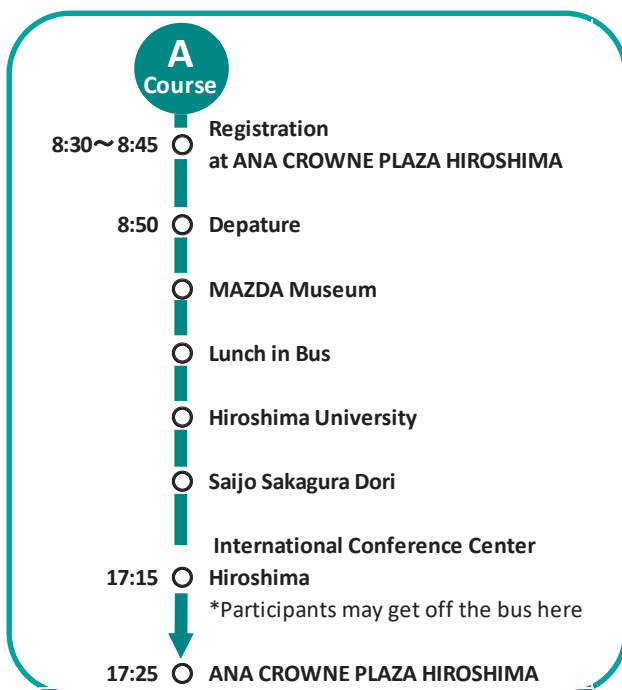 A
Course
8:30～8:45 Registration
at ANA CROWNE PLAZA HIROSHIMA
8:50 Depature
MAZDA Museum
Lunch in Bus
Hiroshima University
Saijo Sakagura Dori
International Conference Center
17:15 Hiroshima
*Participants may get off the bus here
17:25 ANA CROWNE PLAZA HIROSHIMA